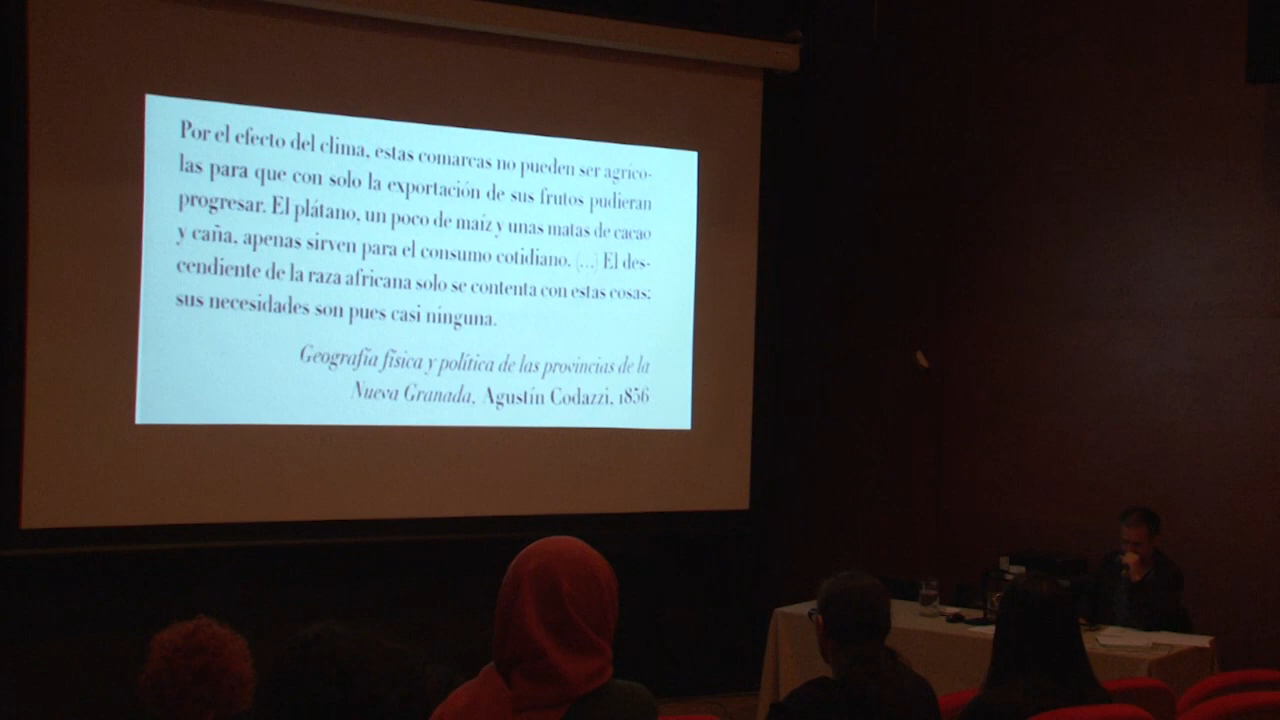 Por el efecto del clima, estas comarcas no pueden ser agríco-
las para que con solo la exportación de sus frutos pudieran
progresar. El plátano, un poco de maíz y unas matas de cacao
y caña, apenas sirven para el consumo cotidiano. (...) El des-
cendiente de la raza africana solo se contenta con estas cosas:
sus necesidades son pues casi ninguna.
Geografía física y política de las provincias de la
Nueva Granada, Agustín Codazzi, 1856